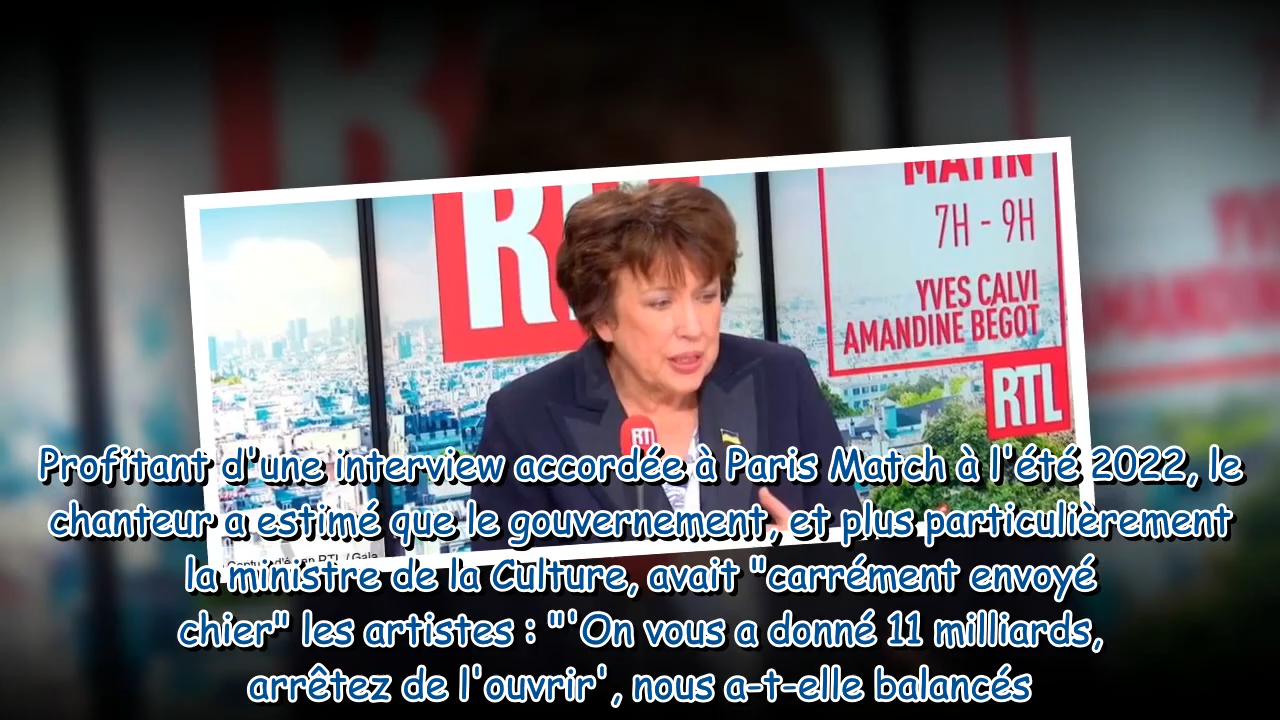 MATIN
7H - 9H
YVES CALVI
AMANDINE BÉGOT
RTL
RTL
Profitant d'une interview accordée à Paris Match à l'été 2022, le
chanteur a estimé que le gouvernement, et plus particulièrement
la ministre de la Culture, avait "carrément envoyé
chier" les artistes : "'On vous a donné 11 milliards,
arrêtez de l'ouvrir', nous a-t-elle balancés